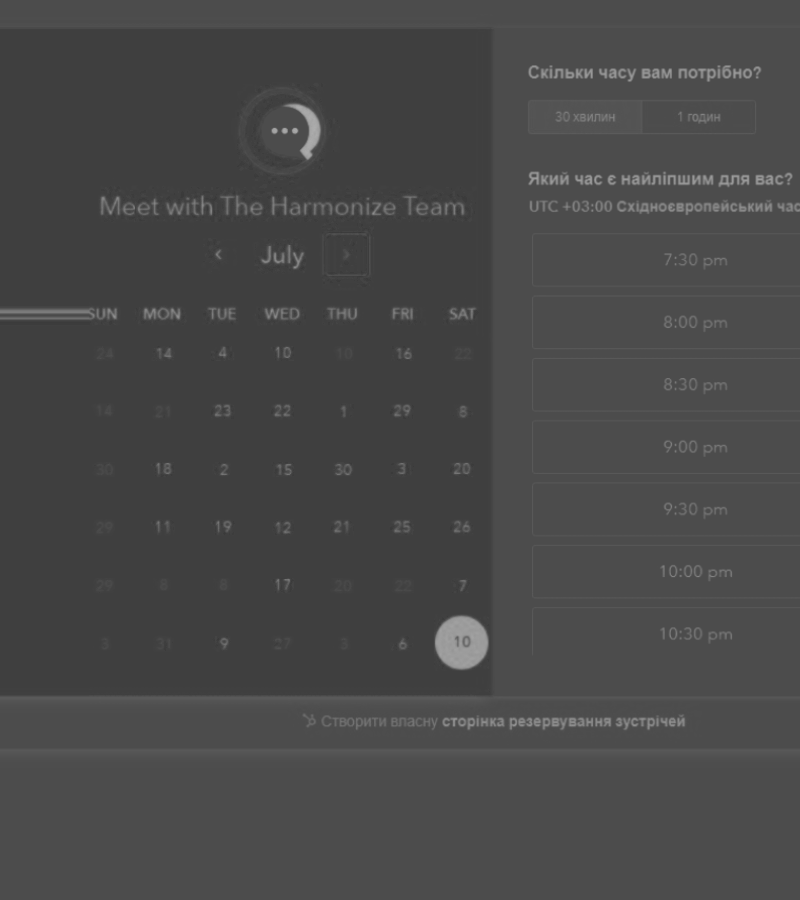 Meet with The Harmonize Team
July
SUN MON TUE WED THU FRI SAT
24 14 4 10 10 16 22
14 21 23 22 1 29 8
30 18 2 15 30 3 20
29 11 19 12 21 25 26
29 8 8 17 20 22 7
3 31 9 27 3 6 10
Скільки часу вам потрібно?
30 хвилин 1 годин
Який час є найліпшим для вас?
UTC +03:00 Східноєвропейський час
7:30 pm
8:00 pm
8:30 pm
9:00 pm
9:30 pm
10:00 pm
10:30 pm
Створити власну сторінка резервування зустрічей